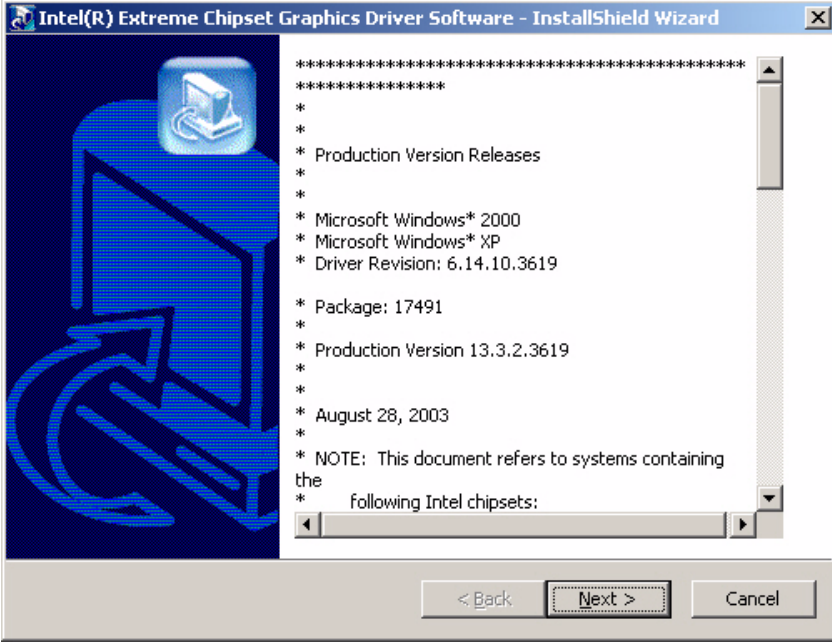 Intel(R) Extreme Chipset Graphics Driver Software - InstallShield Wizard
*********************************************
***************
*
*
* Production Version Releases
*
*
* Microsoft Windows* 2000
* Microsoft Windows* XP
* Driver Revision: 6.14.10.3619
* Package: 17491
*
* Production Version 13.3.2.3619
*
*
* August 28, 2003
*
* NOTE: This document refers to systems containing
the
* following Intel chipsets:
< Back
Next >
Cancel